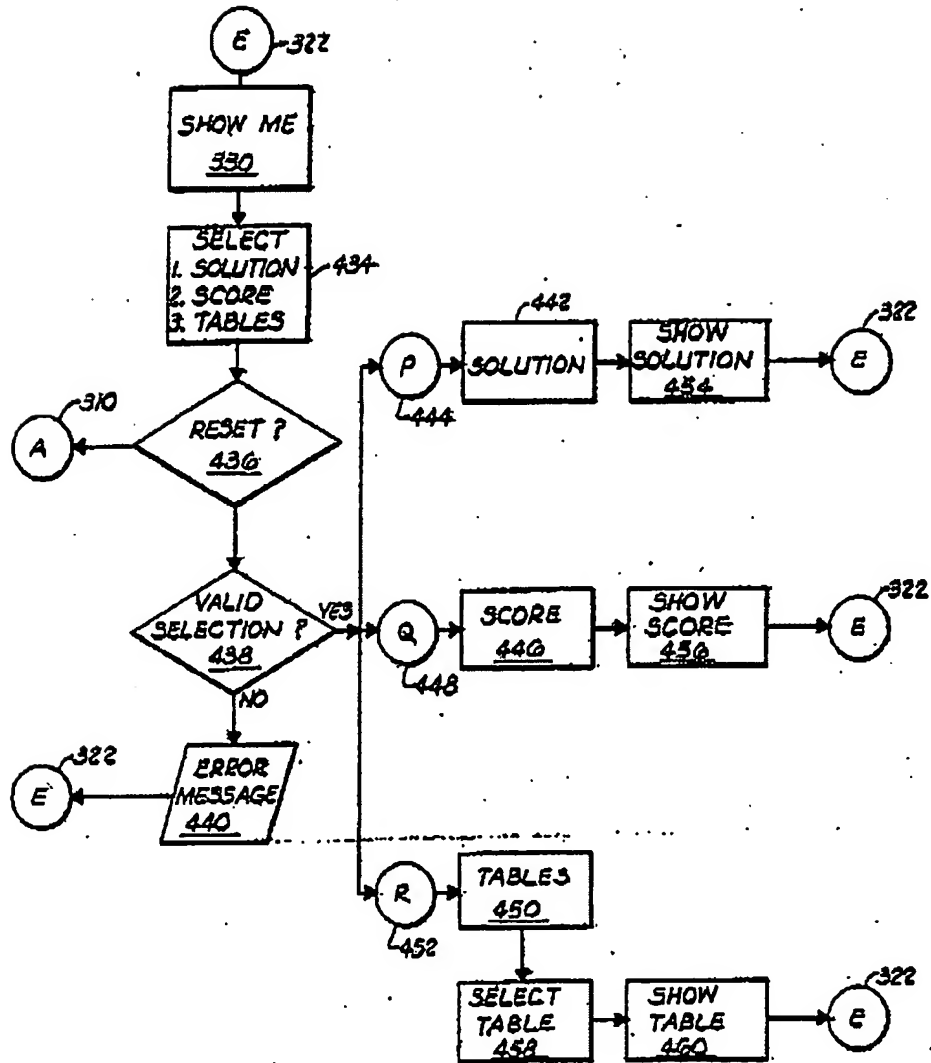 E
322
SHOW ME
330
SELECT
1. SOLUTION
2. SCORE
3. TABLES
434
RESET ?
436
310
A
VALID
SELECTION ?
438
YES
NO
ERROR
MESSAGE
440
322
E
P
444
442
SOLUTION
SHOW
SOLUTION
454
322
E
Q
448
SCORE
446
SHOW
SCORE
456
322
E
R
452
TABLES
450
SELECT
TABLE
458
SHOW
TABLE
460
322
E